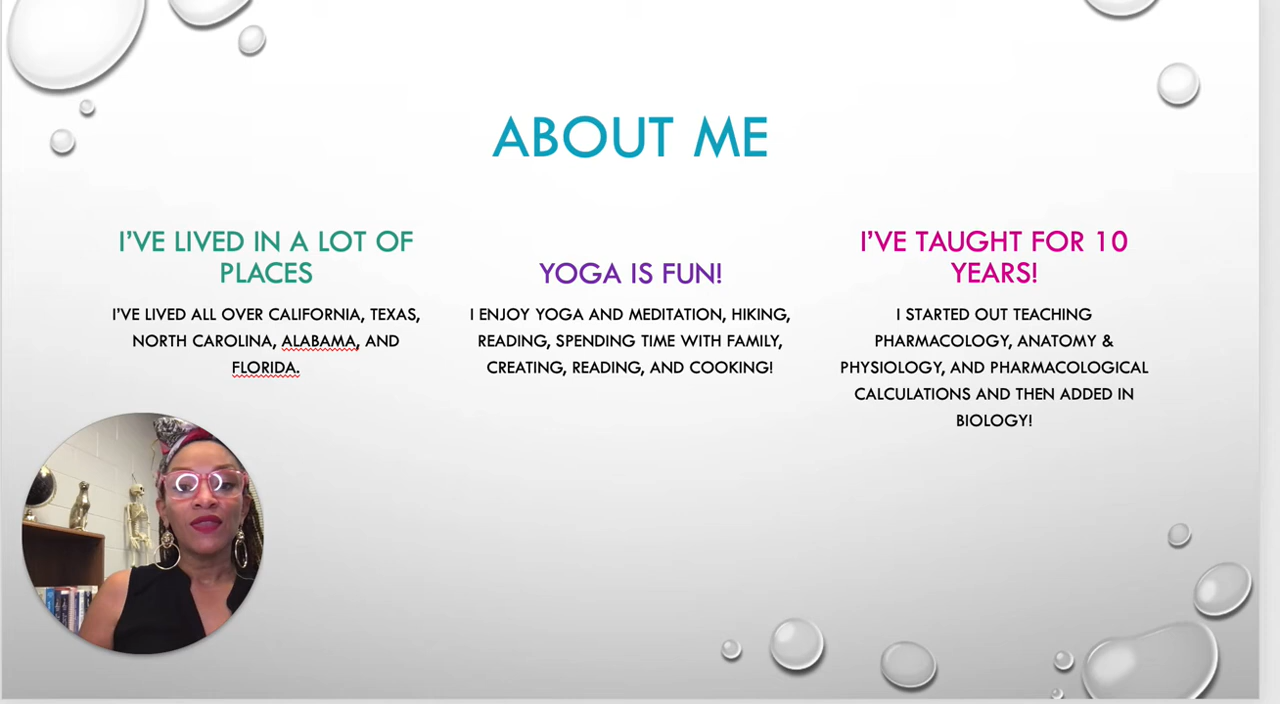 ABOUT ME
I'VE LIVED IN A LOT OF
PLACES
I'VE LIVED ALL OVER CALIFORNIA, TEXAS,
NORTH CAROLINA, ALABAMA, AND
FLORIDA.
YOGA IS FUN!
I ENJOY YOGA AND MEDITATION, HIKING,
READING, SPENDING TIME WITH FAMILY,
CREATING, READING, AND COOKING!
I'VE TAUGHT FOR 10
YEARS!
I STARTED OUT TEACHING
PHARMACOLOGY, ANATOMY &
PHYSIOLOGY, AND PHARMACOLOGICAL
CALCULATIONS AND THEN ADDED IN
BIOLOGY!